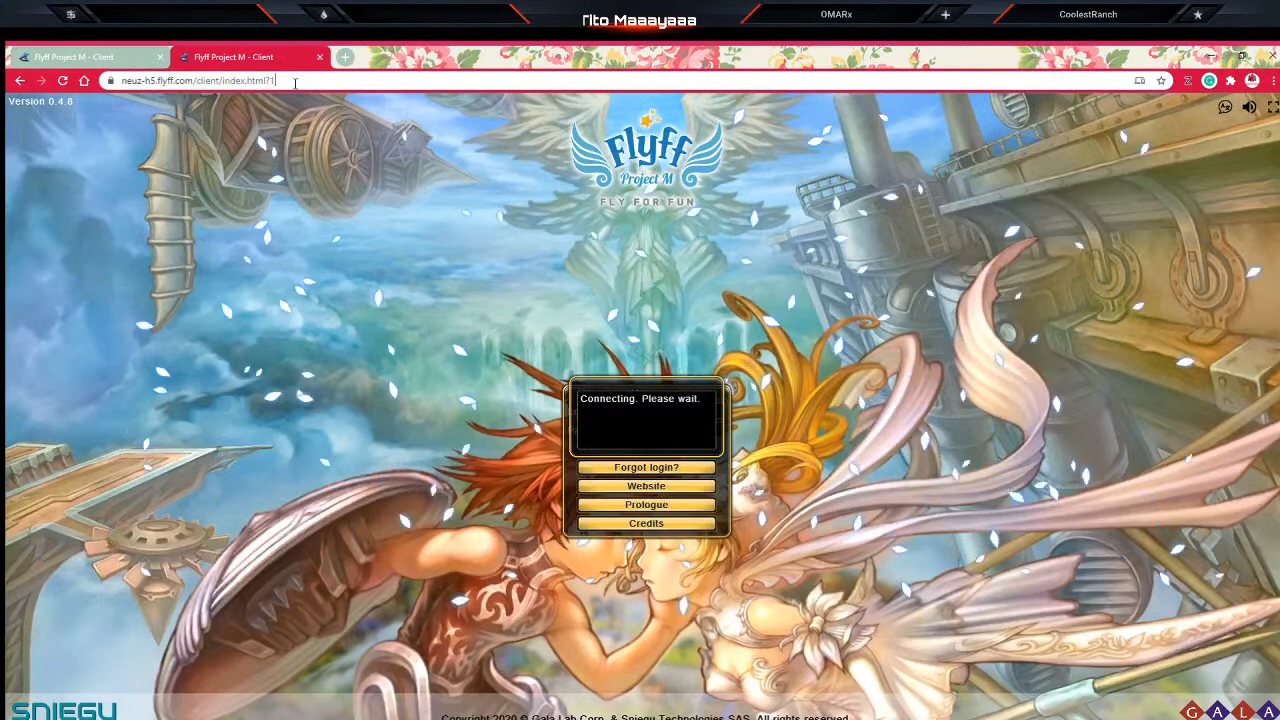 Tito Maaayaaa
OMARx
CoolestRanch
Flyff Project M - Client
Flyff Project M - Client
neuz-h5.flyff.com/client/index.html?1
Version 0.4.8
Flyff
Project M
FLY FOR FUN
Connecting. Please wait.
Forgot login?
Website
Prologue
Credits
SNIEGU
Copyright 2020 © Gala Lab Corp. & Sniegu Technologies SAS. All rights reserved.
GALA